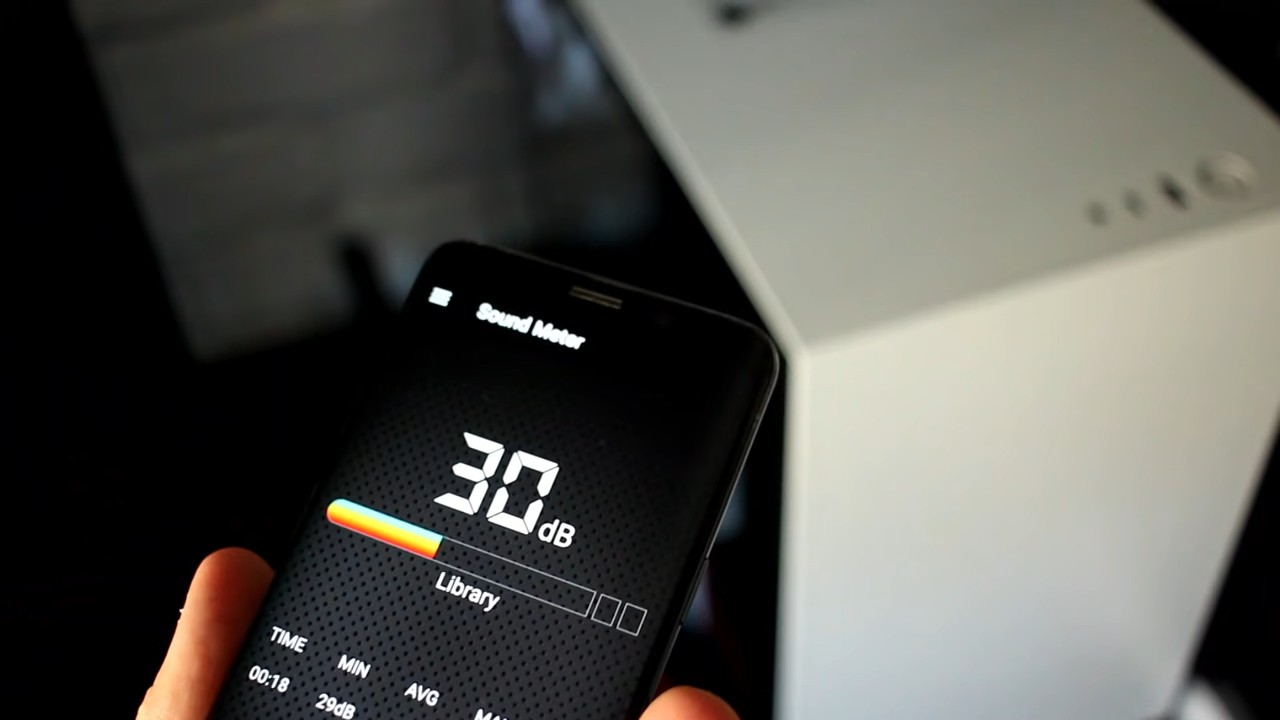 Sound Meter
30 dB
Library
TIME MIN AVG
00:18 29dB